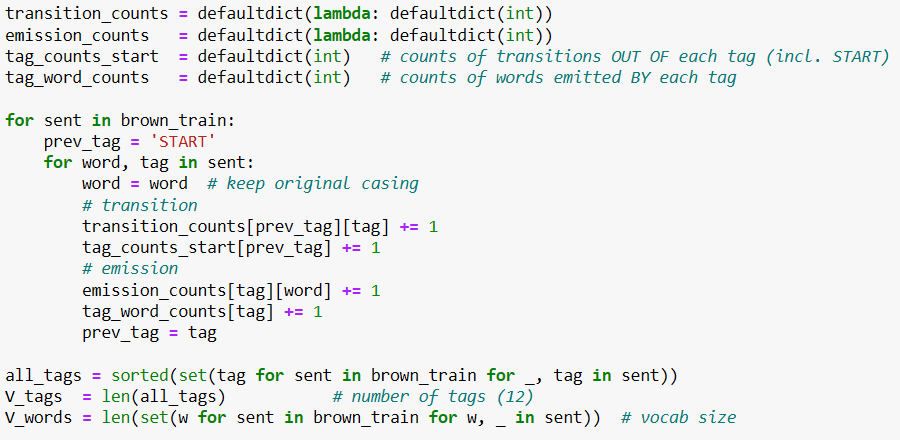 transition_counts = defaultdict(lambda: defaultdict(int))
emission_counts   = defaultdict(lambda: defaultdict(int))
tag_counts_start  = defaultdict(int)   # counts of transitions OUT OF each tag (incl. START)
tag_word_counts   = defaultdict(int)   # counts of words emitted BY each tag

for sent in brown_train:
    prev_tag = 'START'
    for word, tag in sent:
        word = word  # keep original casing
        # transition
        transition_counts[prev_tag][tag] += 1
        tag_counts_start[prev_tag] += 1
        # emission
        emission_counts[tag][word] += 1
        tag_word_counts[tag] += 1
        prev_tag = tag

all_tags = sorted(set(tag for sent in brown_train for _, tag in sent))
V_tags  = len(all_tags)           # number of tags (12)
V_words = len(set(w for sent in brown_train for w, _ in sent))  # vocab size